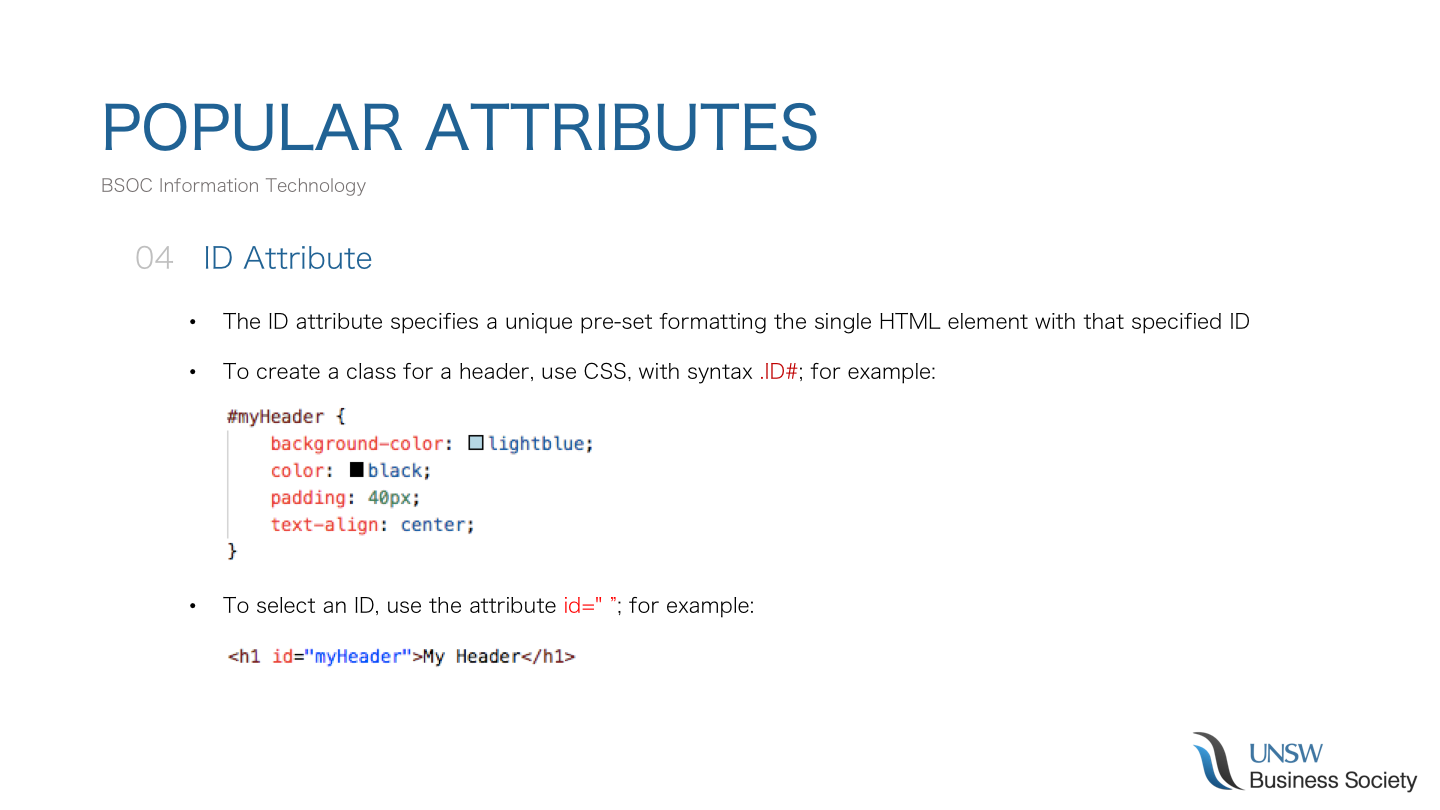 POPULAR ATTRIBUTES
BSOC Information Technology
04 ID Attribute
• The ID attribute specifies a unique pre-set formatting the single HTML element with that specified ID
• To create a class for a header, use CSS, with syntax .ID#; for example:
#myHeader {
    background-color: lightblue;
    color: black;
    padding: 40px;
    text-align: center;
}
• To select an ID, use the attribute id=" ”; for example:
<h1 id="myHeader">My Header</h1>
UNSW
Business Society